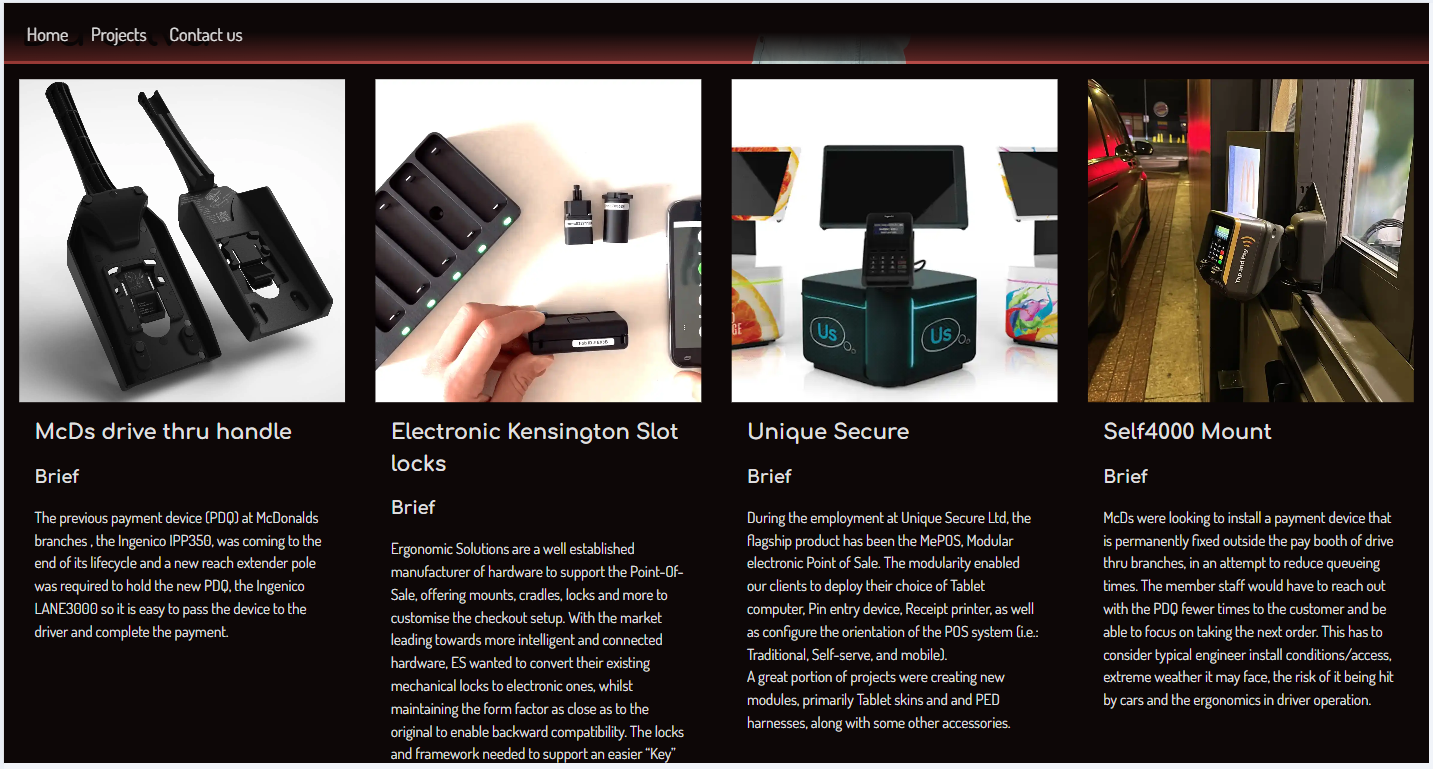 Home Projects Contact us
Us
Us
Tap and Pay
McDs drive thru handle
Brief
The previous payment device (PDQ) at McDonalds
branches , the Ingenico IPP350, was coming to the
end of its lifecycle and a new reach extender pole
was required to hold the new PDQ, the Ingenico
LANE3000 so it is easy to pass the device to the
driver and complete the payment.
Electronic Kensington Slot
locks
Brief
Ergonomic Solutions are a well established
manufacturer of hardware to support the Point-Of-
Sale, offering mounts, cradles, locks and more to
customise the checkout setup. With the market
leading towards more intelligent and connected
hardware, ES wanted to convert their existing
mechanical locks to electronic ones, whilst
maintaining the form factor as close as to the
original to enable backward compatibility. The locks
and framework needed to support an easier “Key”
Unique Secure
Brief
During the employment at Unique Secure Ltd, the
flagship product has been the MePOS, Modular
electronic Point of Sale. The modularity enabled
our clients to deploy their choice of Tablet
computer, Pin entry device, Receipt printer, as well
as configure the orientation of the POS system (i.e.:
Traditional, Self-serve, and mobile).
A great portion of projects were creating new
modules, primarily Tablet skins and and PED
harnesses, along with some other accessories.
Self4000 Mount
Brief
McDs were looking to install a payment device that
is permanently fixed outside the pay booth of drive
thru branches, in an attempt to reduce queueing
times. The member staff would have to reach out
with the PDQ fewer times to the customer and be
able to focus on taking the next order. This has to
consider typical engineer install conditions/access,
extreme weather it may face, the risk of it being hit
by cars and the ergonomics in driver operation.